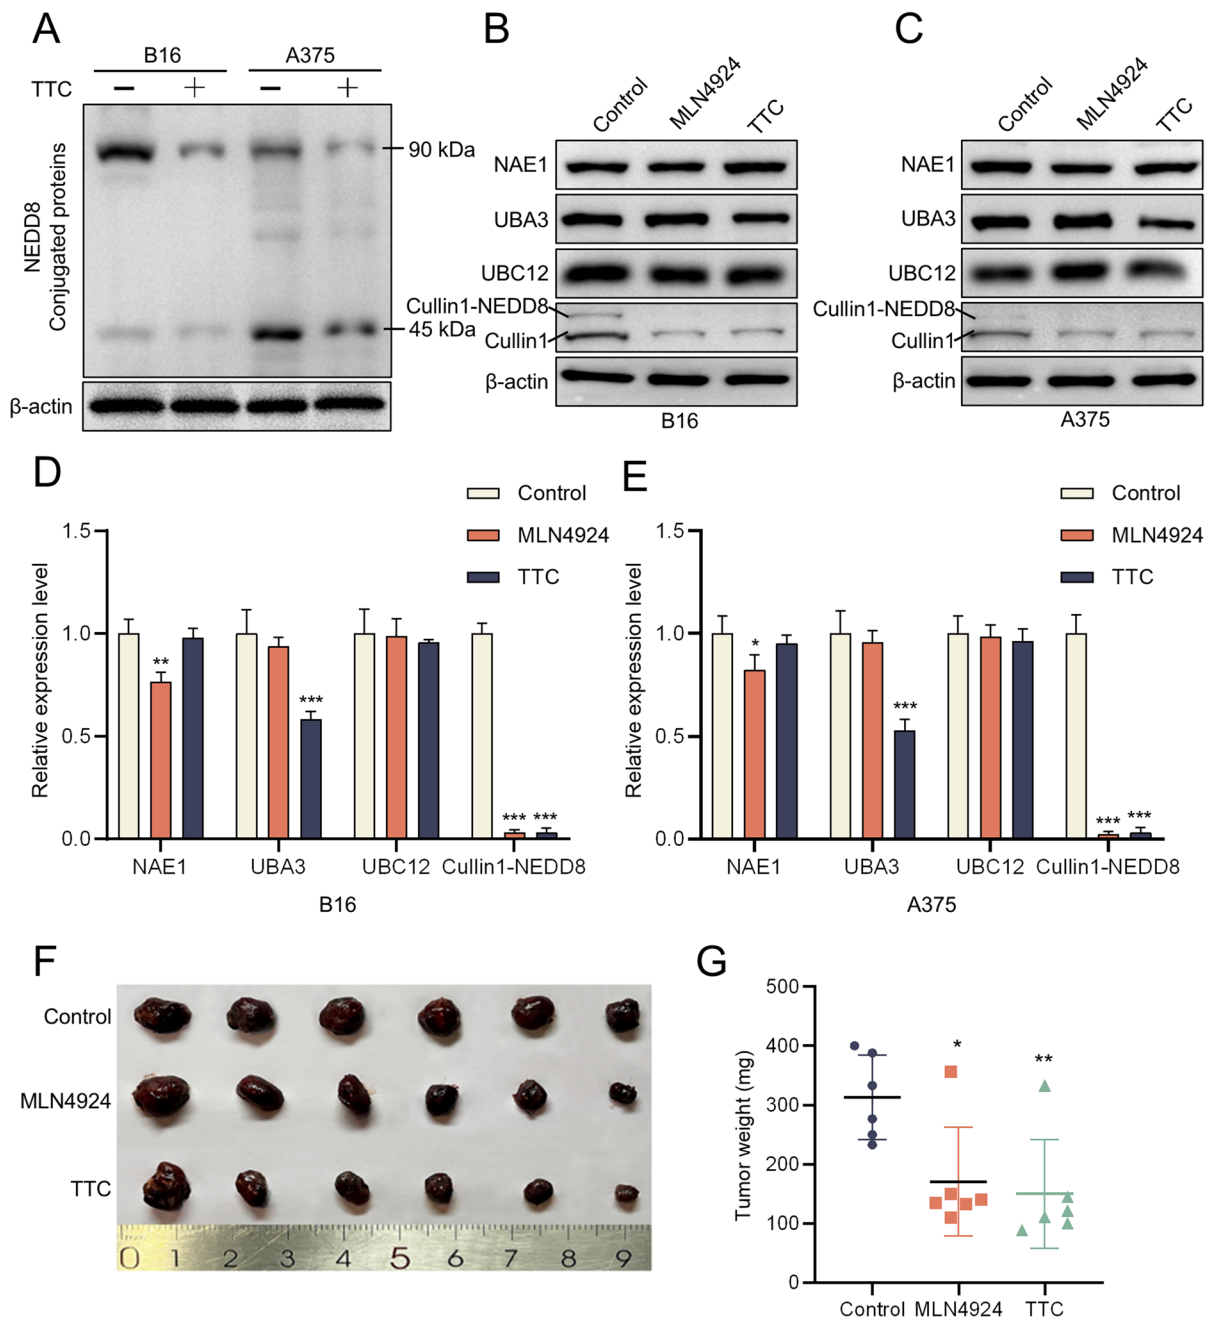 A
B16 A375
TTC − + − +
NEDD8
Conjugated proteins
90 kDa
45 kDa
β-actin
B
Control MLN4924 TTC
NAE1
UBA3
UBC12
Cullin1-NEDD8
Cullin1
β-actin
B16
C
Control MLN4924 TTC
NAE1
UBA3
UBC12
Cullin1-NEDD8
Cullin1
β-actin
A375
D
Control
MLN4924
TTC
Relative expression level
1.5
1.0
0.5
0.0
**
***
*** ***
NAE1 UBA3 UBC12 Cullin1-NEDD8
B16
E
Control
MLN4924
TTC
Relative expression level
1.5
1.0
0.5
0.0
*
***
*** ***
NAE1 UBA3 UBC12 Cullin1-NEDD8
A375
F
Control
MLN4924
TTC
0 1 2 3 4 5 6 7 8 9
G
Tumor weight (mg)
500
400
300
200
100
0
*
**
Control MLN4924 TTC